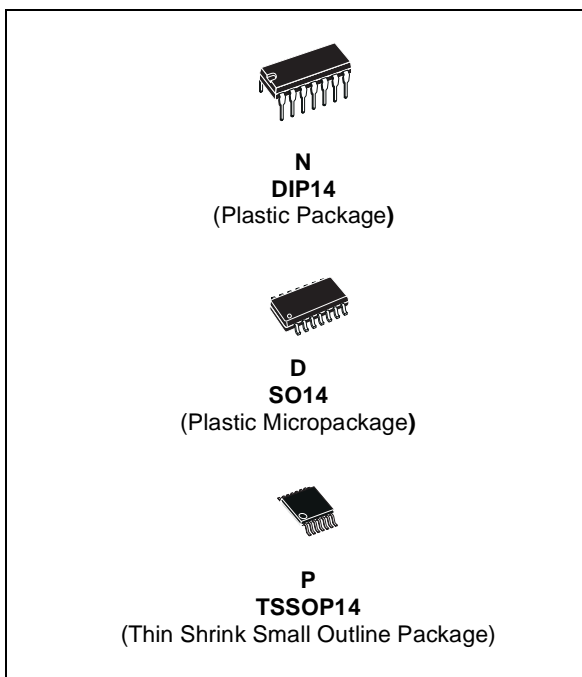 N
DIP14
(Plastic Package)
D
SO14
(Plastic Micropackage)
P
TSSOP14
(Thin Shrink Small Outline Package)